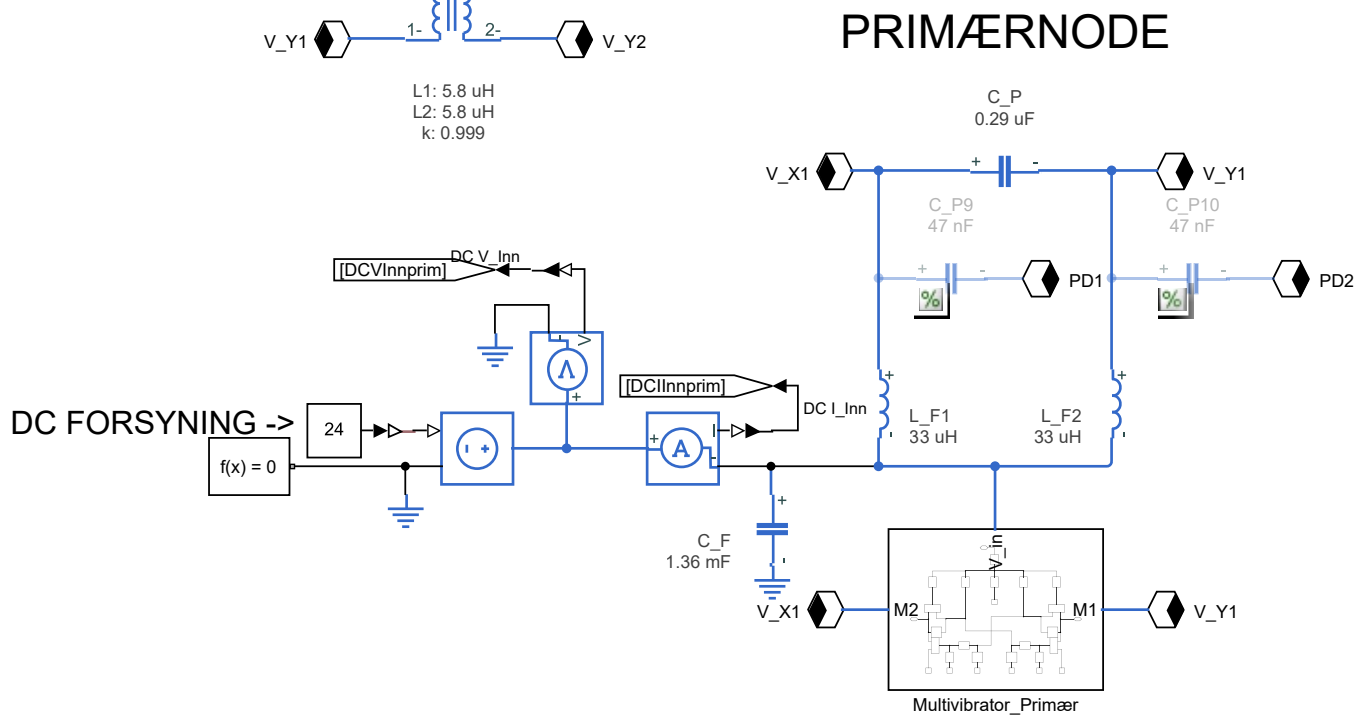 PRIMÆRNODE
1-
2-
V_Y1
V_Y2
L1: 5.8 uH
L2: 5.8 uH
k: 0.999
C_P
0.29 uF
+
-
V_X1
V_Y1
C_P9
47 nF
C_P10
47 nF
+
-
PD1
+
-
PD2
%
%
DC V_Inn
[DCVInnprim]
-
V
V
+
[DCIInnprim]
DC I_Inn
+
L_F1
33 uH
-
+
L_F2
33 uH
-
DC FORSYNING ->
24
f(x) = 0
- +
+
A
I
-
+
C_F
1.36 mF
-
V_in
V_X1
M2
M1
V_Y1
Multivibrator_Primær